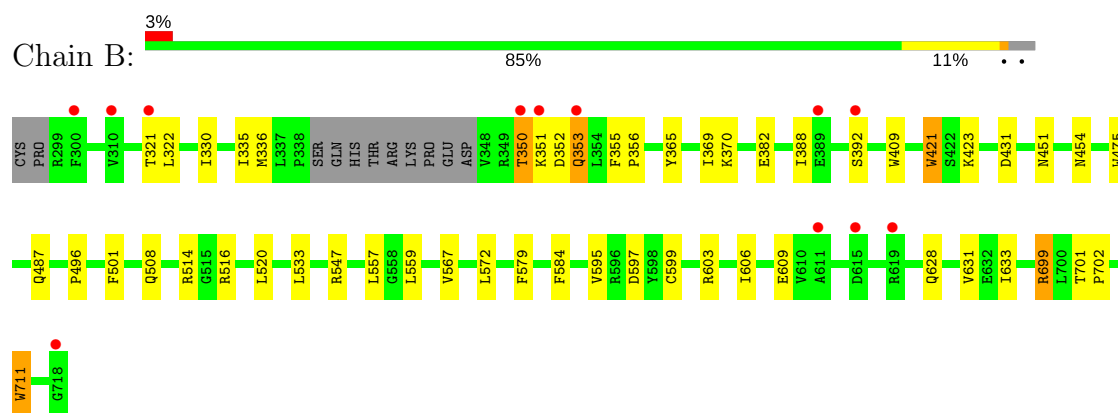 3%
Chain B:
85% 11% • •
CYS PRO R299 F300 V310 T321 L322 I330 I335 M336 L337 P338 SER GLN HIS THR ARG LYS PRO GLU ASP V348 R349 T350 K351 D352 Q353 L354 F355 P356 Y365 I369 K370 E382 I388 E389 S392 W409 W421 S422 K423 D431 N451 N454 W475
Q487 P496 F501 Q508 R514 G515 R516 L520 L533 R547 L557 G558 L559 V567 L572 F579 F584 V595 R596 D597 Y598 C599 R603 I606 E609 V610 A611 D615 R619 Q628 V631 E632 I633 R699 L700 T701 P702
W711 G718